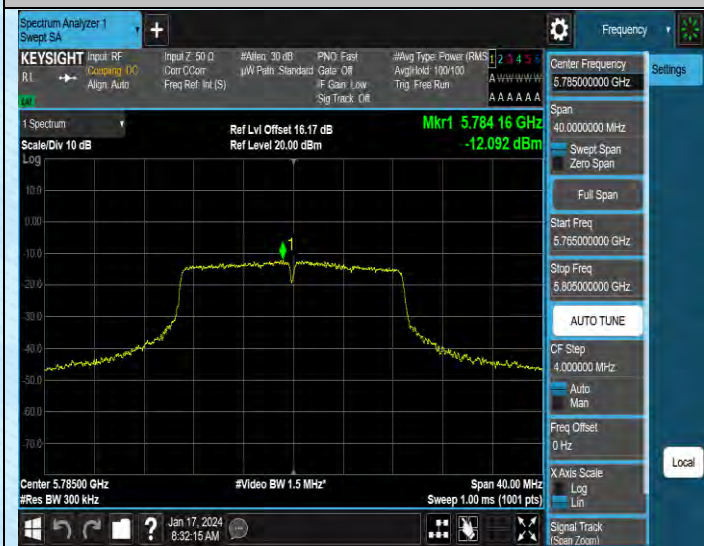 Spectrum Analyzer 1
Swept SA
Frequency
KEYSIGHT
Input: RF
Input Z: 50 Ω
#Atten: 30 dB
PNO: Fast
#Avg Type: Power (RMS
1 2 3 4 5 6
RL
Coupling: DC
Corr CCorr
µW Path: Standard
Gate: Off
Avg|Hold: 100/100
A W W W W W
Align: Auto
Freq Ref: Int (S)
IF Gain: Low
Trig: Free Run
Sig Track: Off
A A A A A A
1 Spectrum
Ref Lvl Offset 16.17 dB
Mkr1 5.784 16 GHz
Scale/Div 10 dB
Ref Level 20.00 dBm
-12.092 dBm
Log
10.0
0.00
-10.0
-20.0
-30.0
-40.0
-50.0
-60.0
-70.0
1
Center 5.78500 GHz
#Video BW 1.5 MHz*
Span 40.00 MHz
#Res BW 300 kHz
Sweep 1.00 ms (1001 pts)
Center Frequency
5.785000000 GHz
Settings
Span
40.0000000 MHz
Swept Span
Zero Span
Full Span
Start Freq
5.765000000 GHz
Stop Freq
5.805000000 GHz
AUTO TUNE
CF Step
4.000000 MHz
Auto
Man
Freq Offset
0 Hz
X Axis Scale
Log
Lin
Local
Signal Track
(Span Zoom)
?
Jan 17, 2024
8:32:15 AM